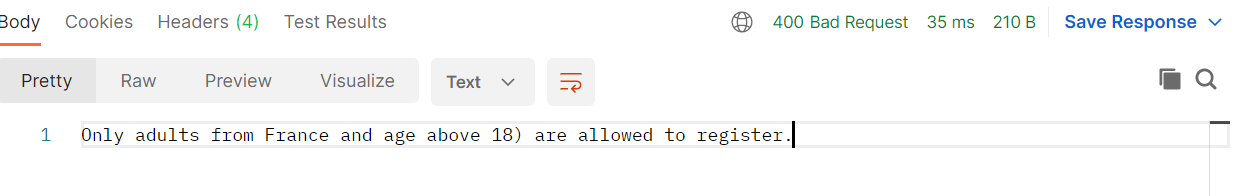 Body Cookies Headers (4) Test Results 400 Bad Request 35 ms 210 B Save Response
Pretty Raw Preview Visualize Text
1 Only adults from France and age above 18) are allowed to register.